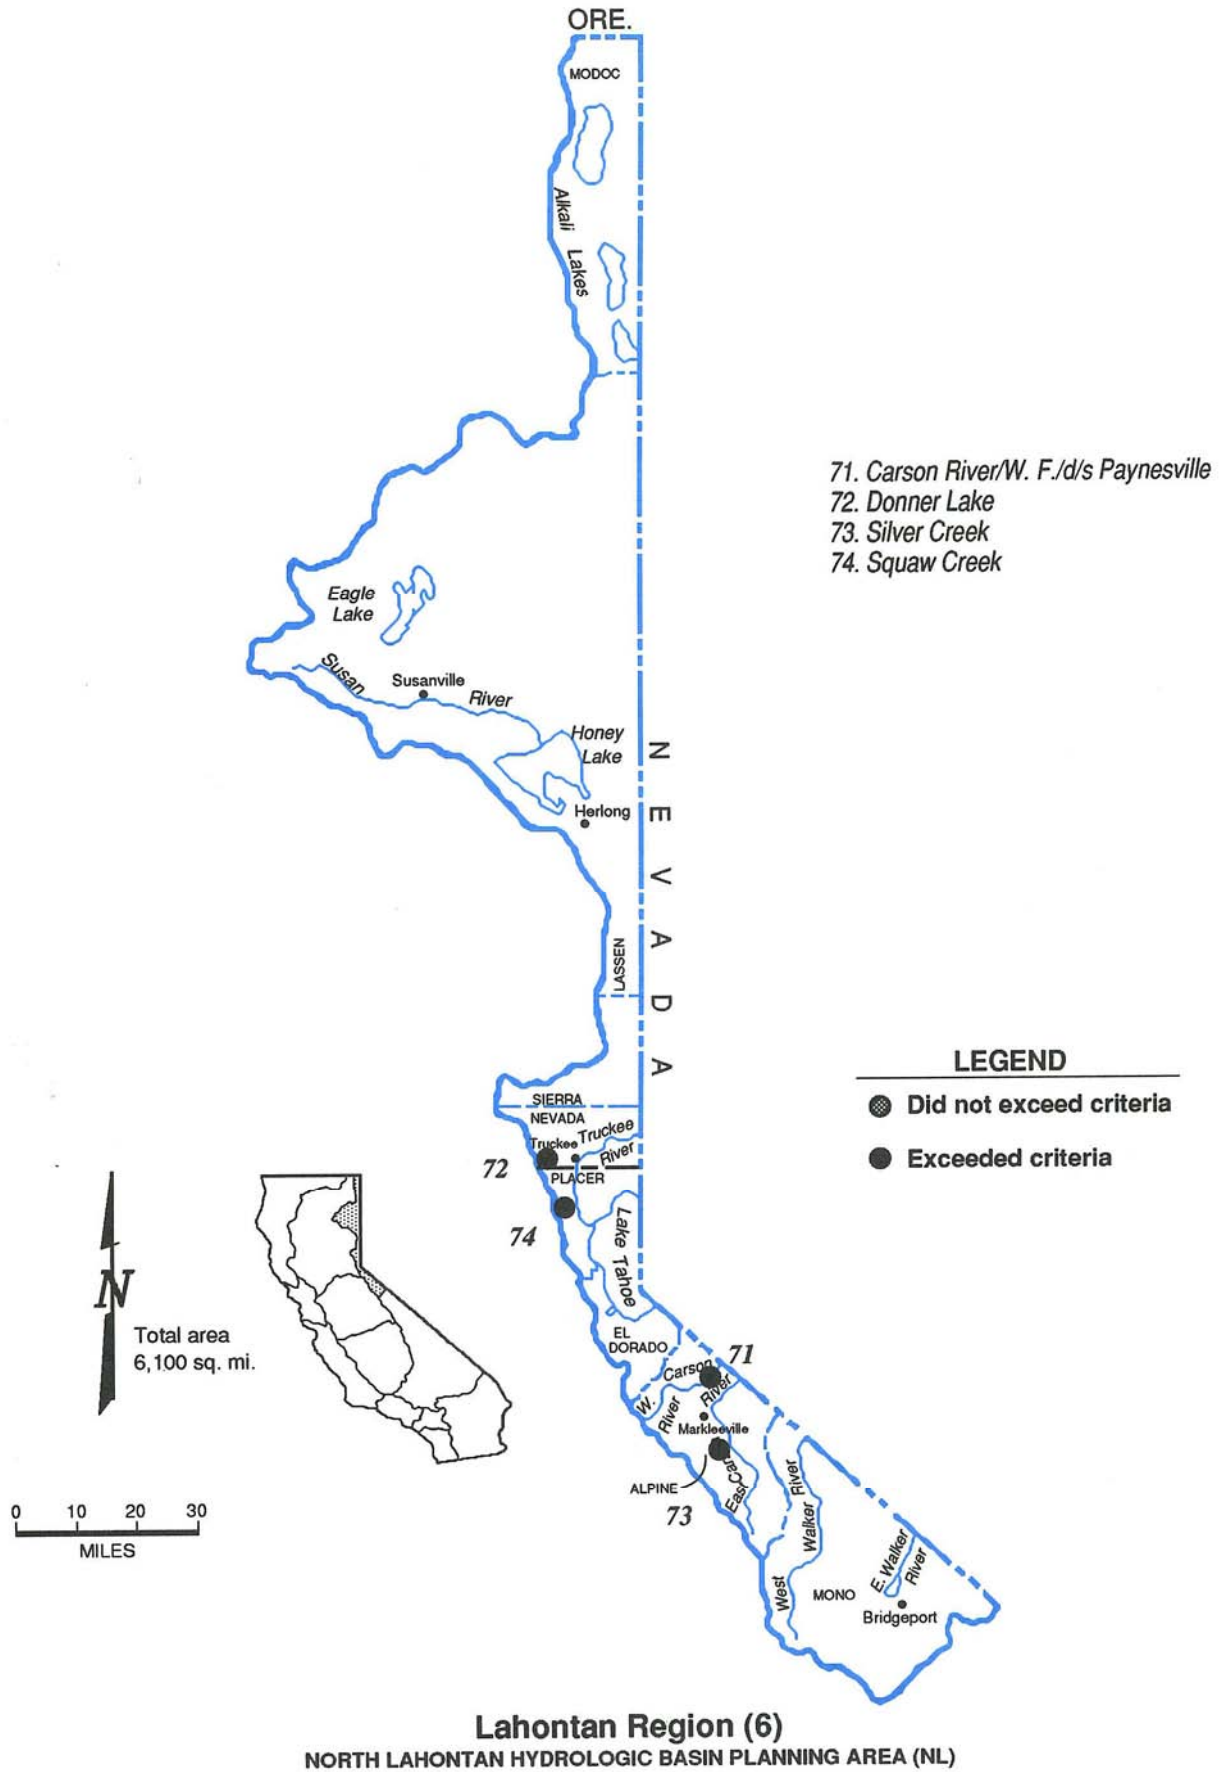 ORE.
MODOC
Alkali
Lakes
71. Carson River/W. F./d/s Paynesville
72. Donner Lake
73. Silver Creek
74. Squaw Creek
Eagle
Lake
Susan
Susanville
River
Honey
Lake
Herlong
NEVADA
LASSEN
LEGEND
Did not exceed criteria
Exceeded criteria
SIERRA
NEVADA
Truckee
Truckee
River
72
PLACER
74
Lake Tahoe
N
Total area
6,100 sq. mi.
EL
DORADO
71
Carson
W.
River
River
Markleeville
East Car
ALPINE
73
0 10 20 30
MILES
West
Walker
River
E. Walker
River
MONO
Bridgeport
Lahontan Region (6)
NORTH LAHONTAN HYDROLOGIC BASIN PLANNING AREA (NL)